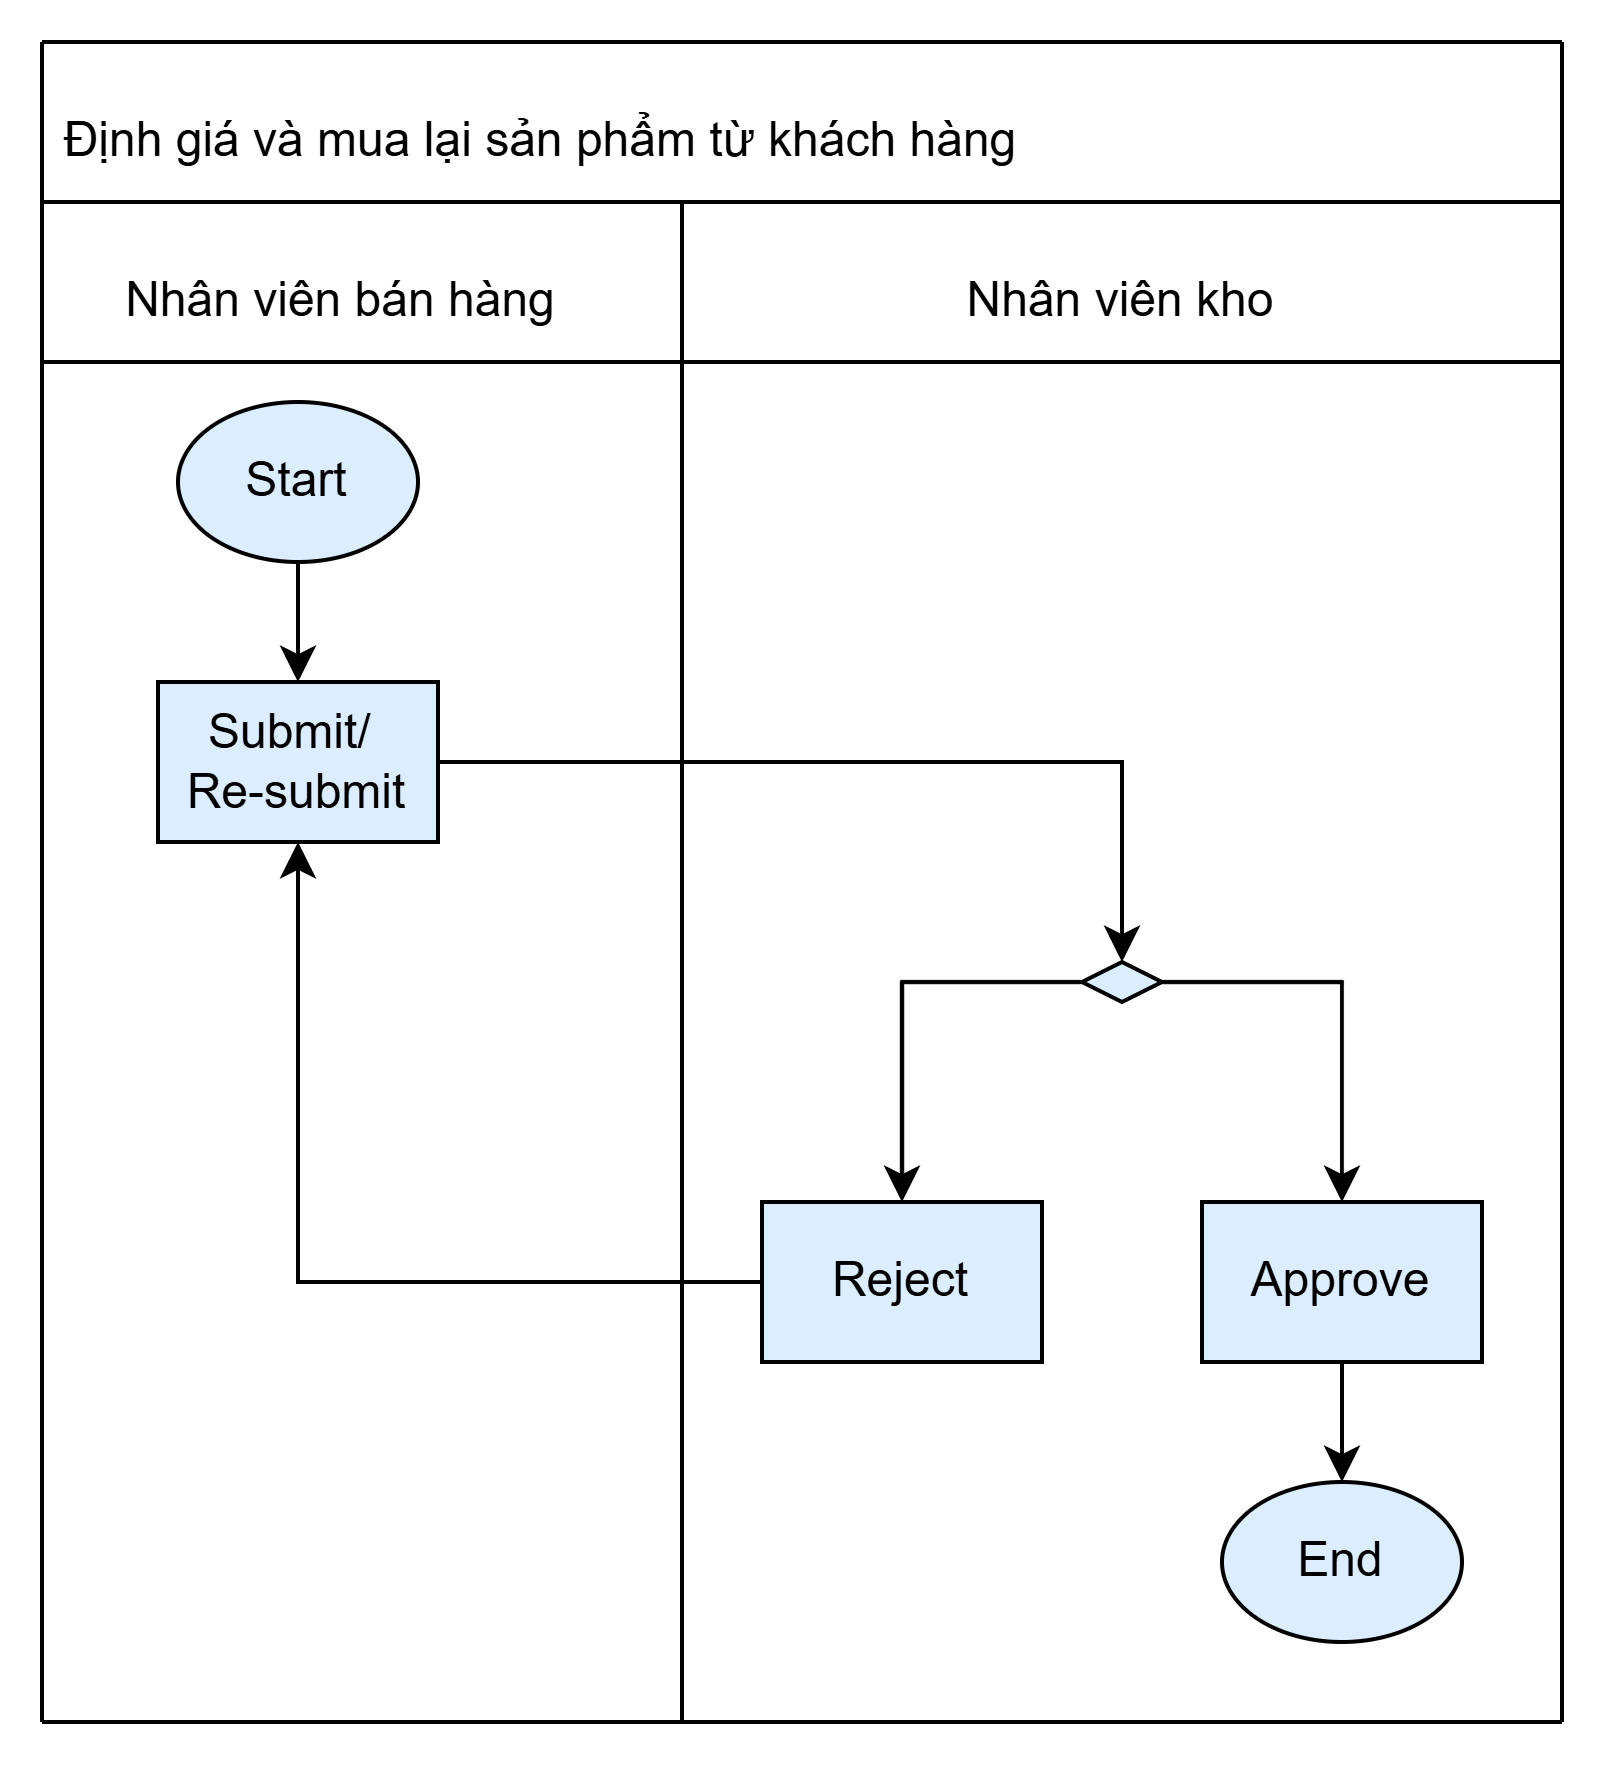 Định giá và mua lại sản phẩm từ khách hàng
Nhân viên bán hàng
Nhân viên kho
Start
Submit/
Re-submit
Reject
Approve
End